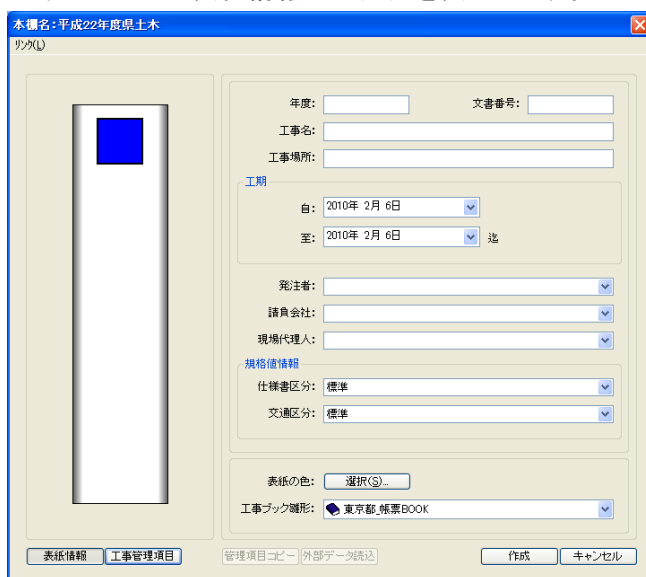 本棚名:平成22年度県土木
リンク(L)
年度: 文書番号:
工事名:
工事場所:
工期
自: 2010年 2月 6日
至: 2010年 2月 6日 迄
発注者:
請負会社:
現場代理人:
規格値情報
仕様書区分: 標準
交通区分: 標準
表紙の色: 選択(S)...
工事ブック雛形: 東京都_帳票BOOK
表紙情報 工事管理項目 管理項目コピー 外部データ読込 作成 キャンセル